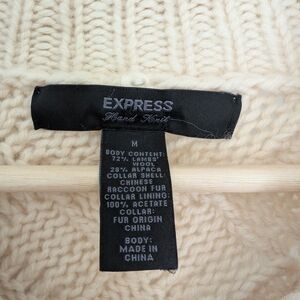 EXPRESS
Hand Knit
M
BODY CONTENT:
72% LAMBS'
WOOL
28% ALPACA
COLLAR SHELL:
CHINESE
RACCOON FUR
COLLAR LINING:
100% ACETATE
COLLAR:
FUR ORIGIN
CHINA
BODY:
MADE IN
CHINA